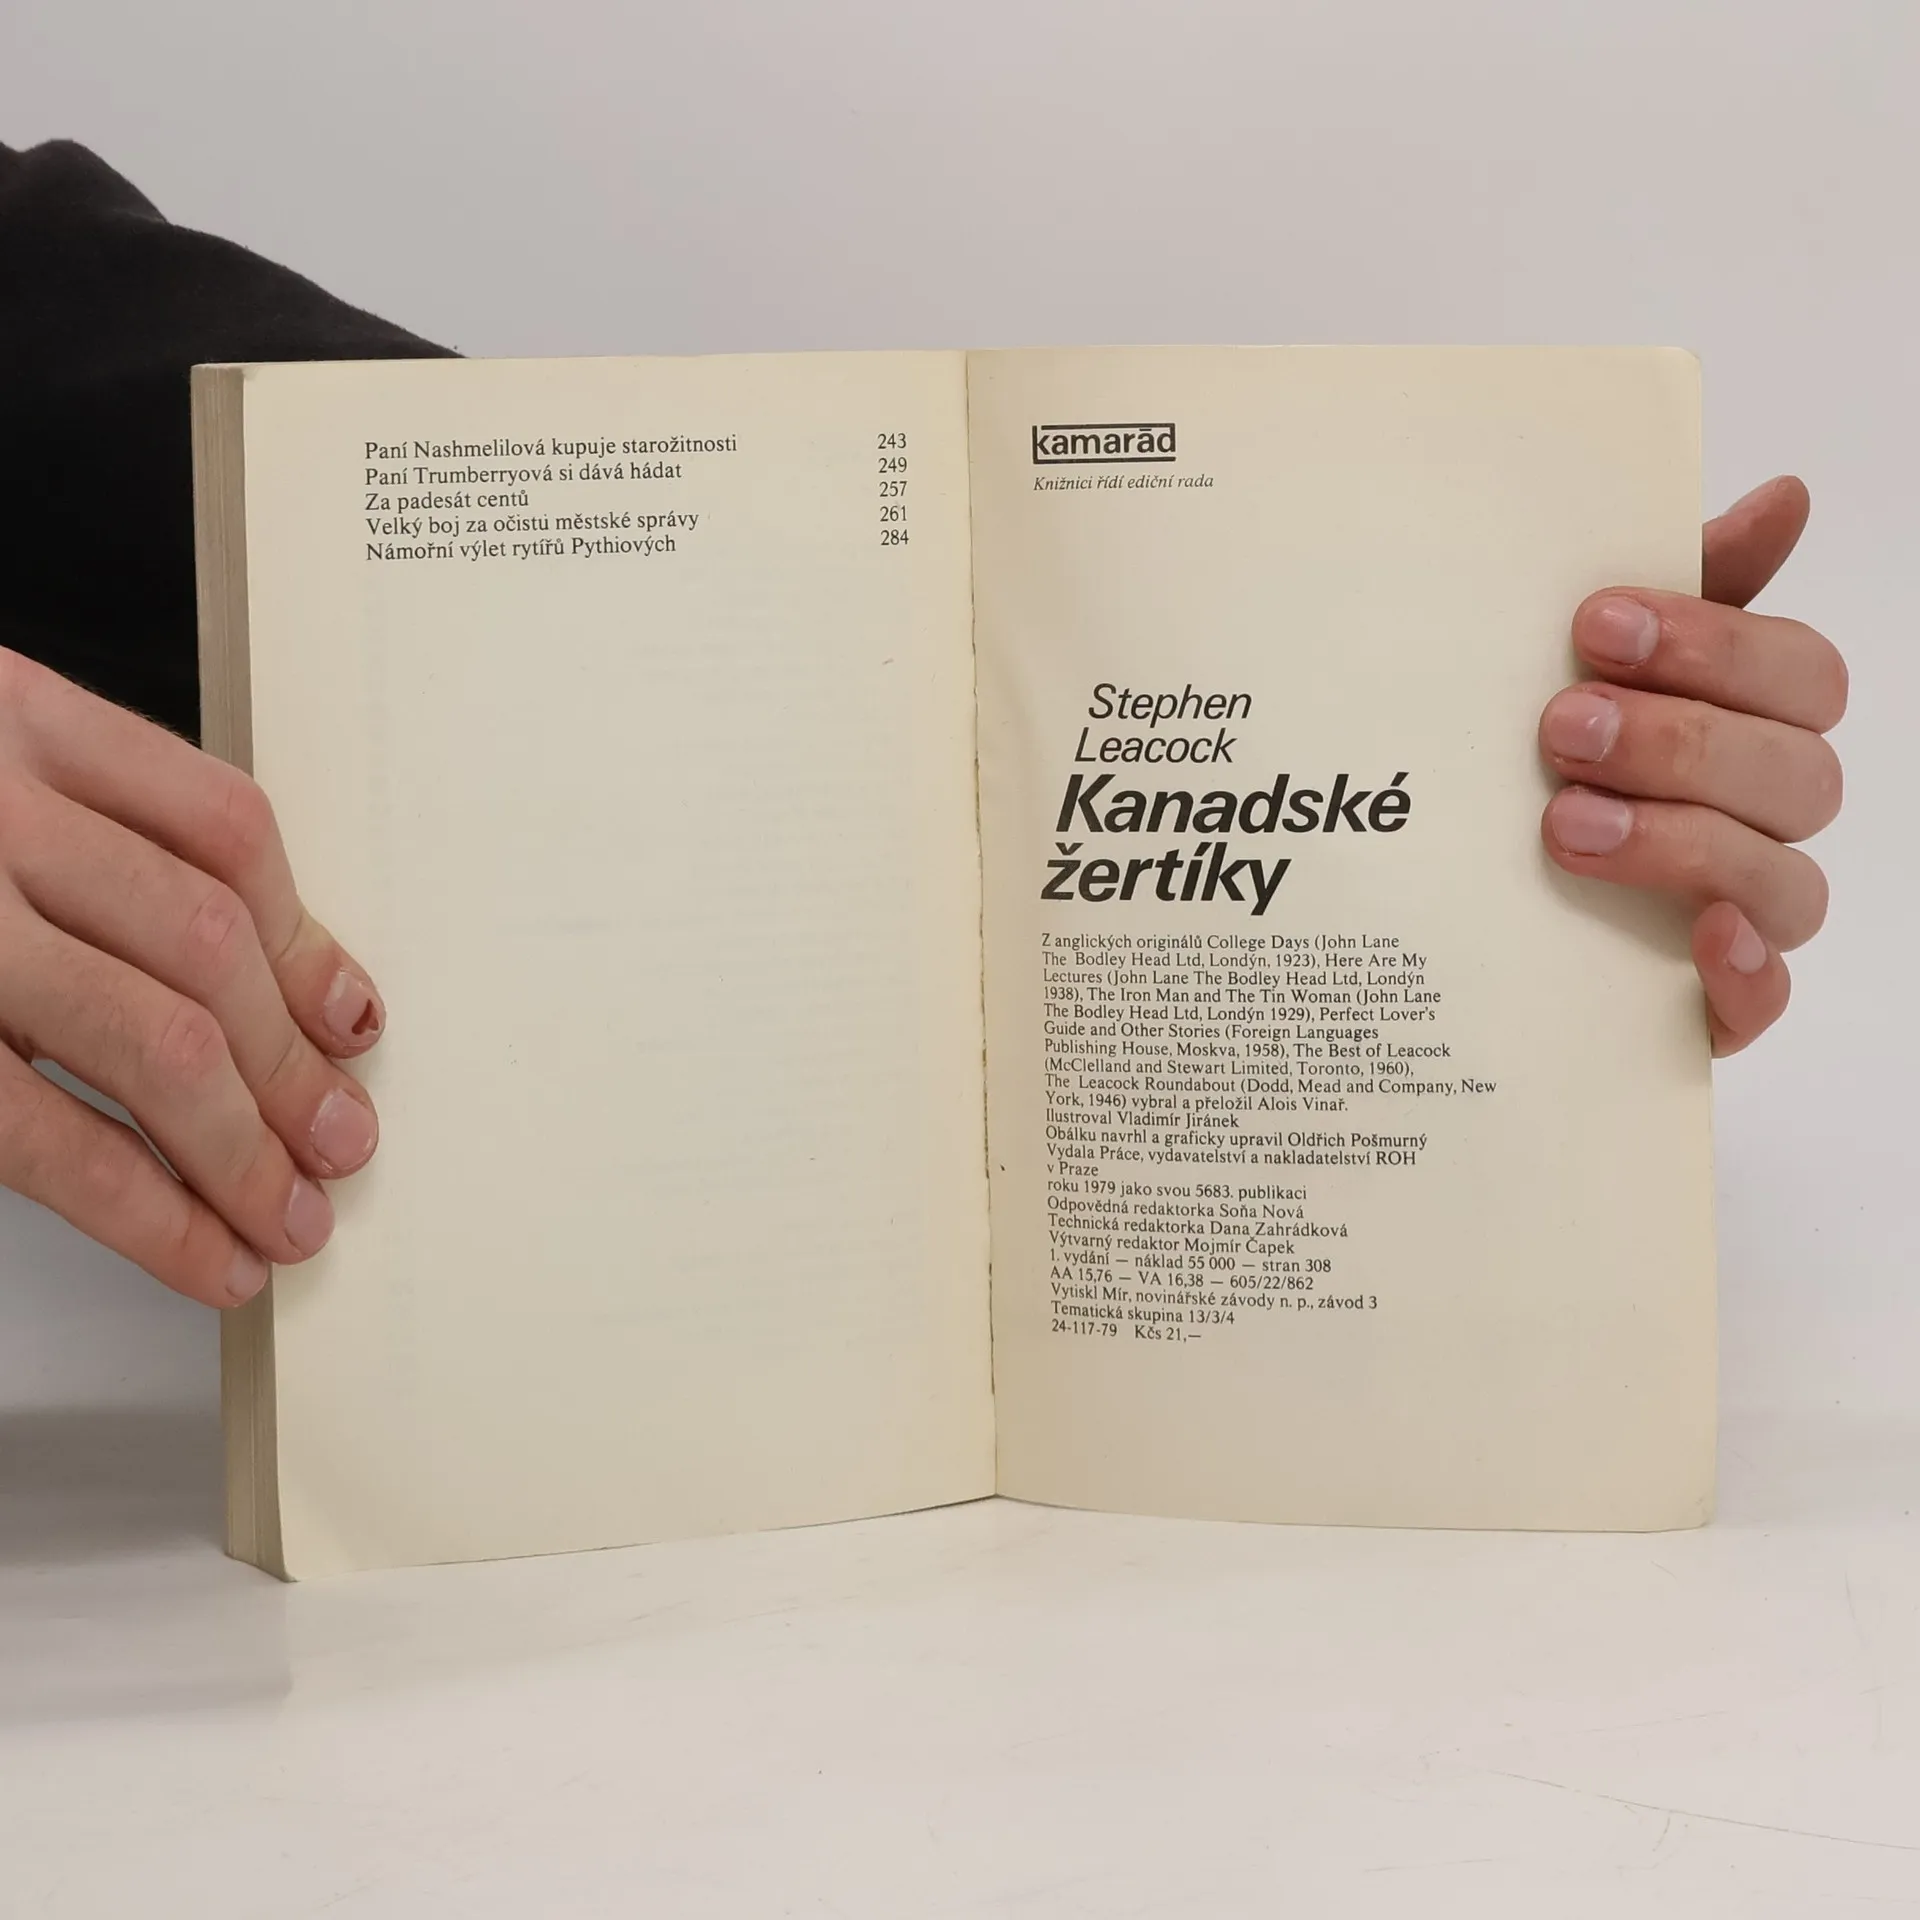 Paní Nashmelilová kupuje starožitnosti 243
Paní Trumberryová si dává hádat 249
Za padesát centů 257
Velký boj za očistu městské správy 261
Námořní výlet rytířů Pythiových 284
kamarád
Knižnici řídí ediční rada
Stephen
Leacock
Kanadské
žertíky
Z anglických originálů College Days (John Lane
The Bodley Head Ltd, Londýn, 1923), Here Are My
Lectures (John Lane The Bodley Head Ltd, Londýn
1938), The Iron Man and The Tin Woman (John Lane
The Bodley Head Ltd, Londýn 1929), Perfect Lover's
Guide and Other Stories (Foreign Languages
Publishing House, Moskva, 1958), The Best of Leacock
(McClelland and Stewart Limited, Toronto, 1960),
The Leacock Roundabout (Dodd, Mead and Company, New
York, 1946) vybral a přeložil Alois Vinař.
Ilustroval Vladimír Jiránek
Obálku navrhl a graficky upravil Oldřich Pošmurný
Vydala Práce, vydavatelství a nakladatelství ROH
v Praze
roku 1979 jako svou 5683. publikaci
Odpovědná redaktorka Soňa Nová
Technická redaktorka Dana Zahrádková
Výtvarný redaktor Mojmír Čapek
1. vydání — náklad 55 000 — stran 308
AA 15,76 — VA 16,38 — 605/22/862
Vytiskl Mír, novinářské závody n. p., závod 3
Tematická skupina 13/3/4
24-117-79 Kčs 21,—